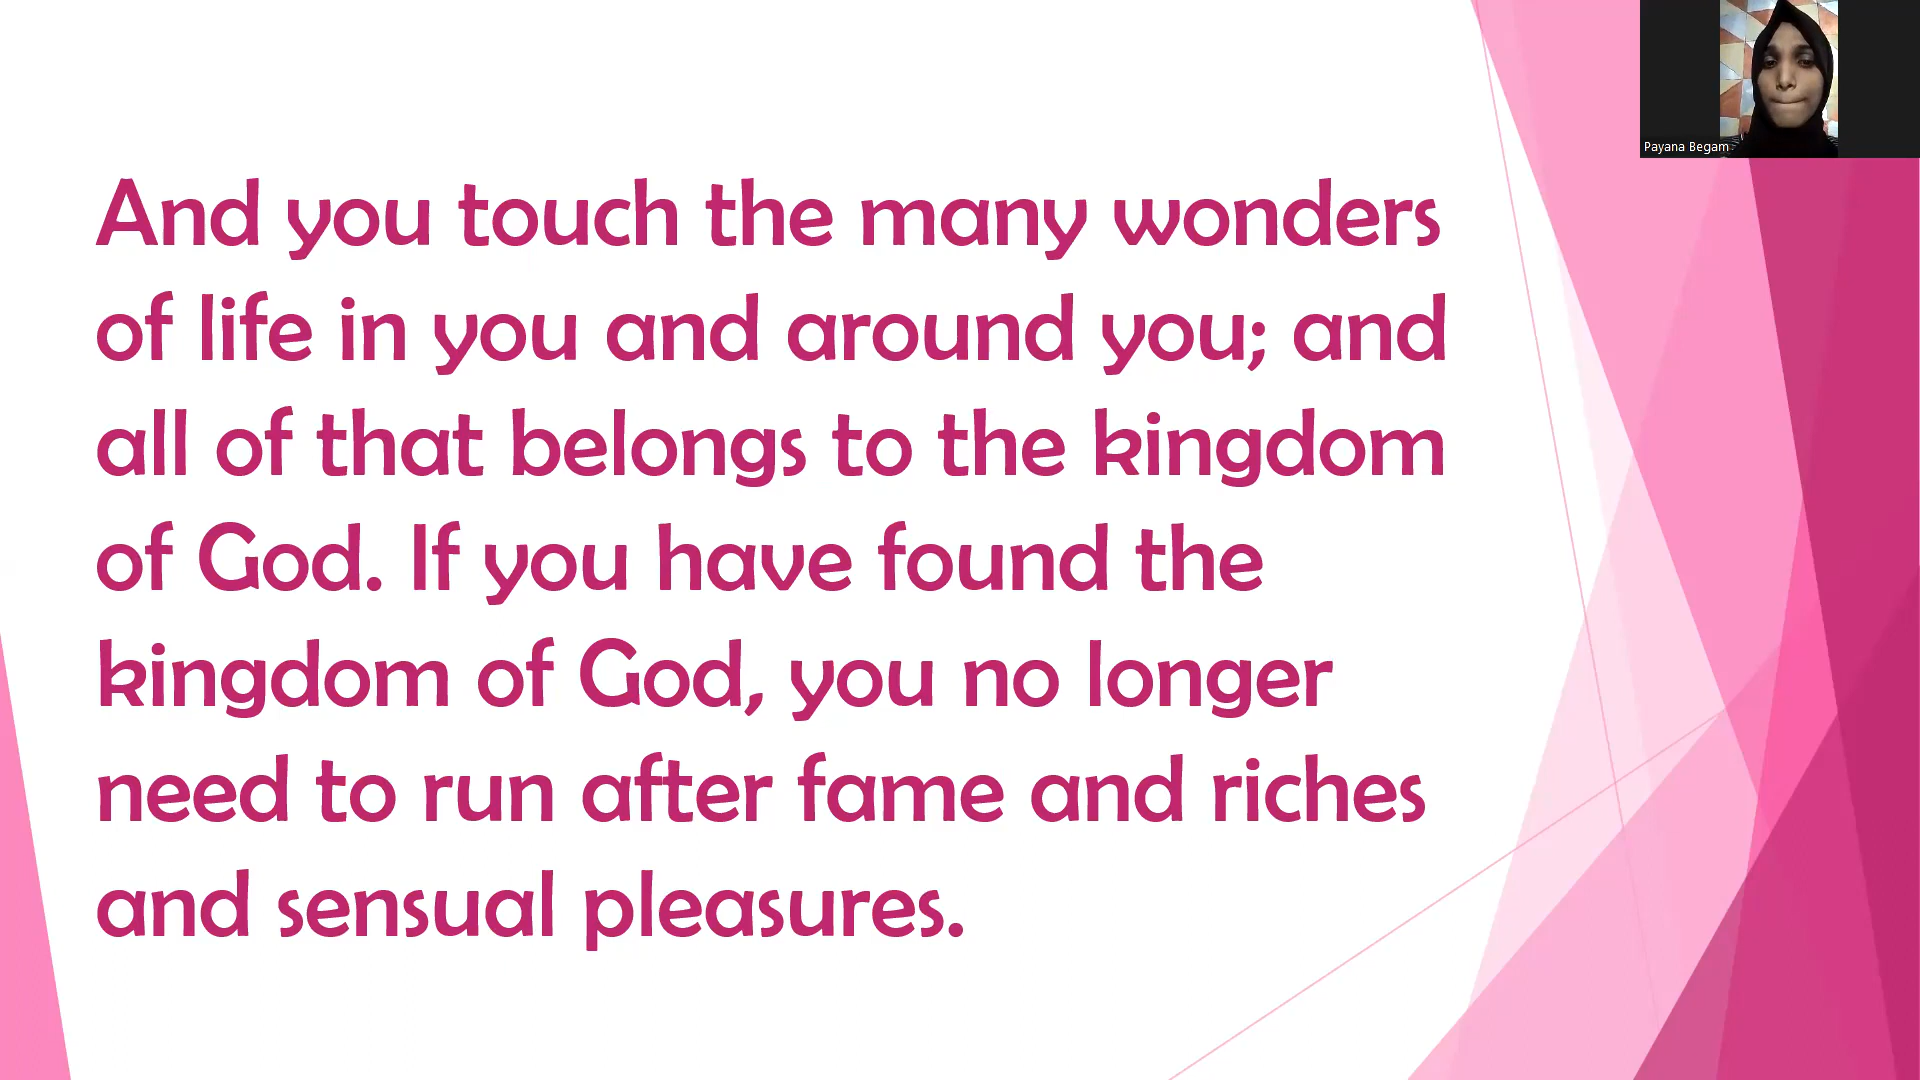 And you touch the many wonders
of life in you and around you; and
all of that belongs to the kingdom
of God. If you have found the
kingdom of God, you no longer
need to run after fame and riches
and sensual pleasures.
Payana Begam